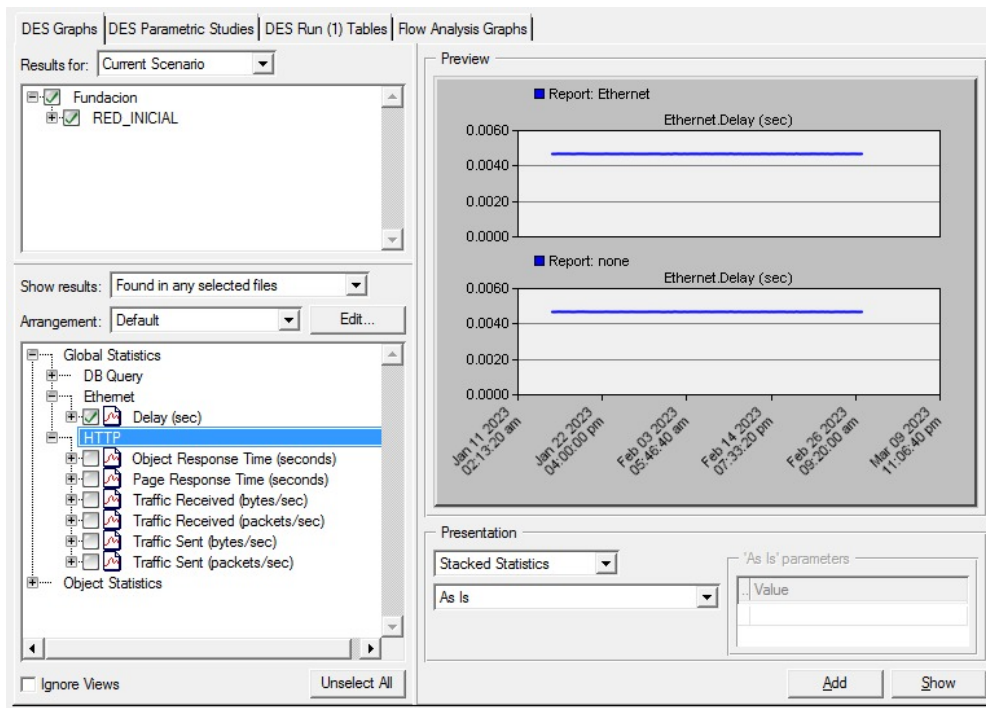 DES Graphs DES Parametric Studies DES Run (1) Tables Flow Analysis Graphs
Results for: Current Scenario
Fundacion
RED_INICIAL
Show results: Found in any selected files
Arrangement: Default Edit...
Global Statistics
DB Query
Ethernet
Delay (sec)
HTTP
Object Response Time (seconds)
Page Response Time (seconds)
Traffic Received (bytes/sec)
Traffic Received (packets/sec)
Traffic Sent (bytes/sec)
Traffic Sent (packets/sec)
Object Statistics
Ignore Views Unselect All
Preview
Report: Ethernet
Ethernet.Delay (sec)
0.0060
0.0040
0.0020
0.0000
Report: none
Ethernet.Delay (sec)
0.0060
0.0040
0.0020
0.0000
Jan 11 2023
02:13:20 am
Jan 22 2023
04:00:00 pm
Feb 03 2023
05:46:40 am
Feb 14 2023
07:33:20 pm
Feb 26 2023
09:20:00 am
Mar 09 2023
11:06:40 pm
Presentation
Stacked Statistics
As Is
'As Is' parameters
.. Value
Add Show